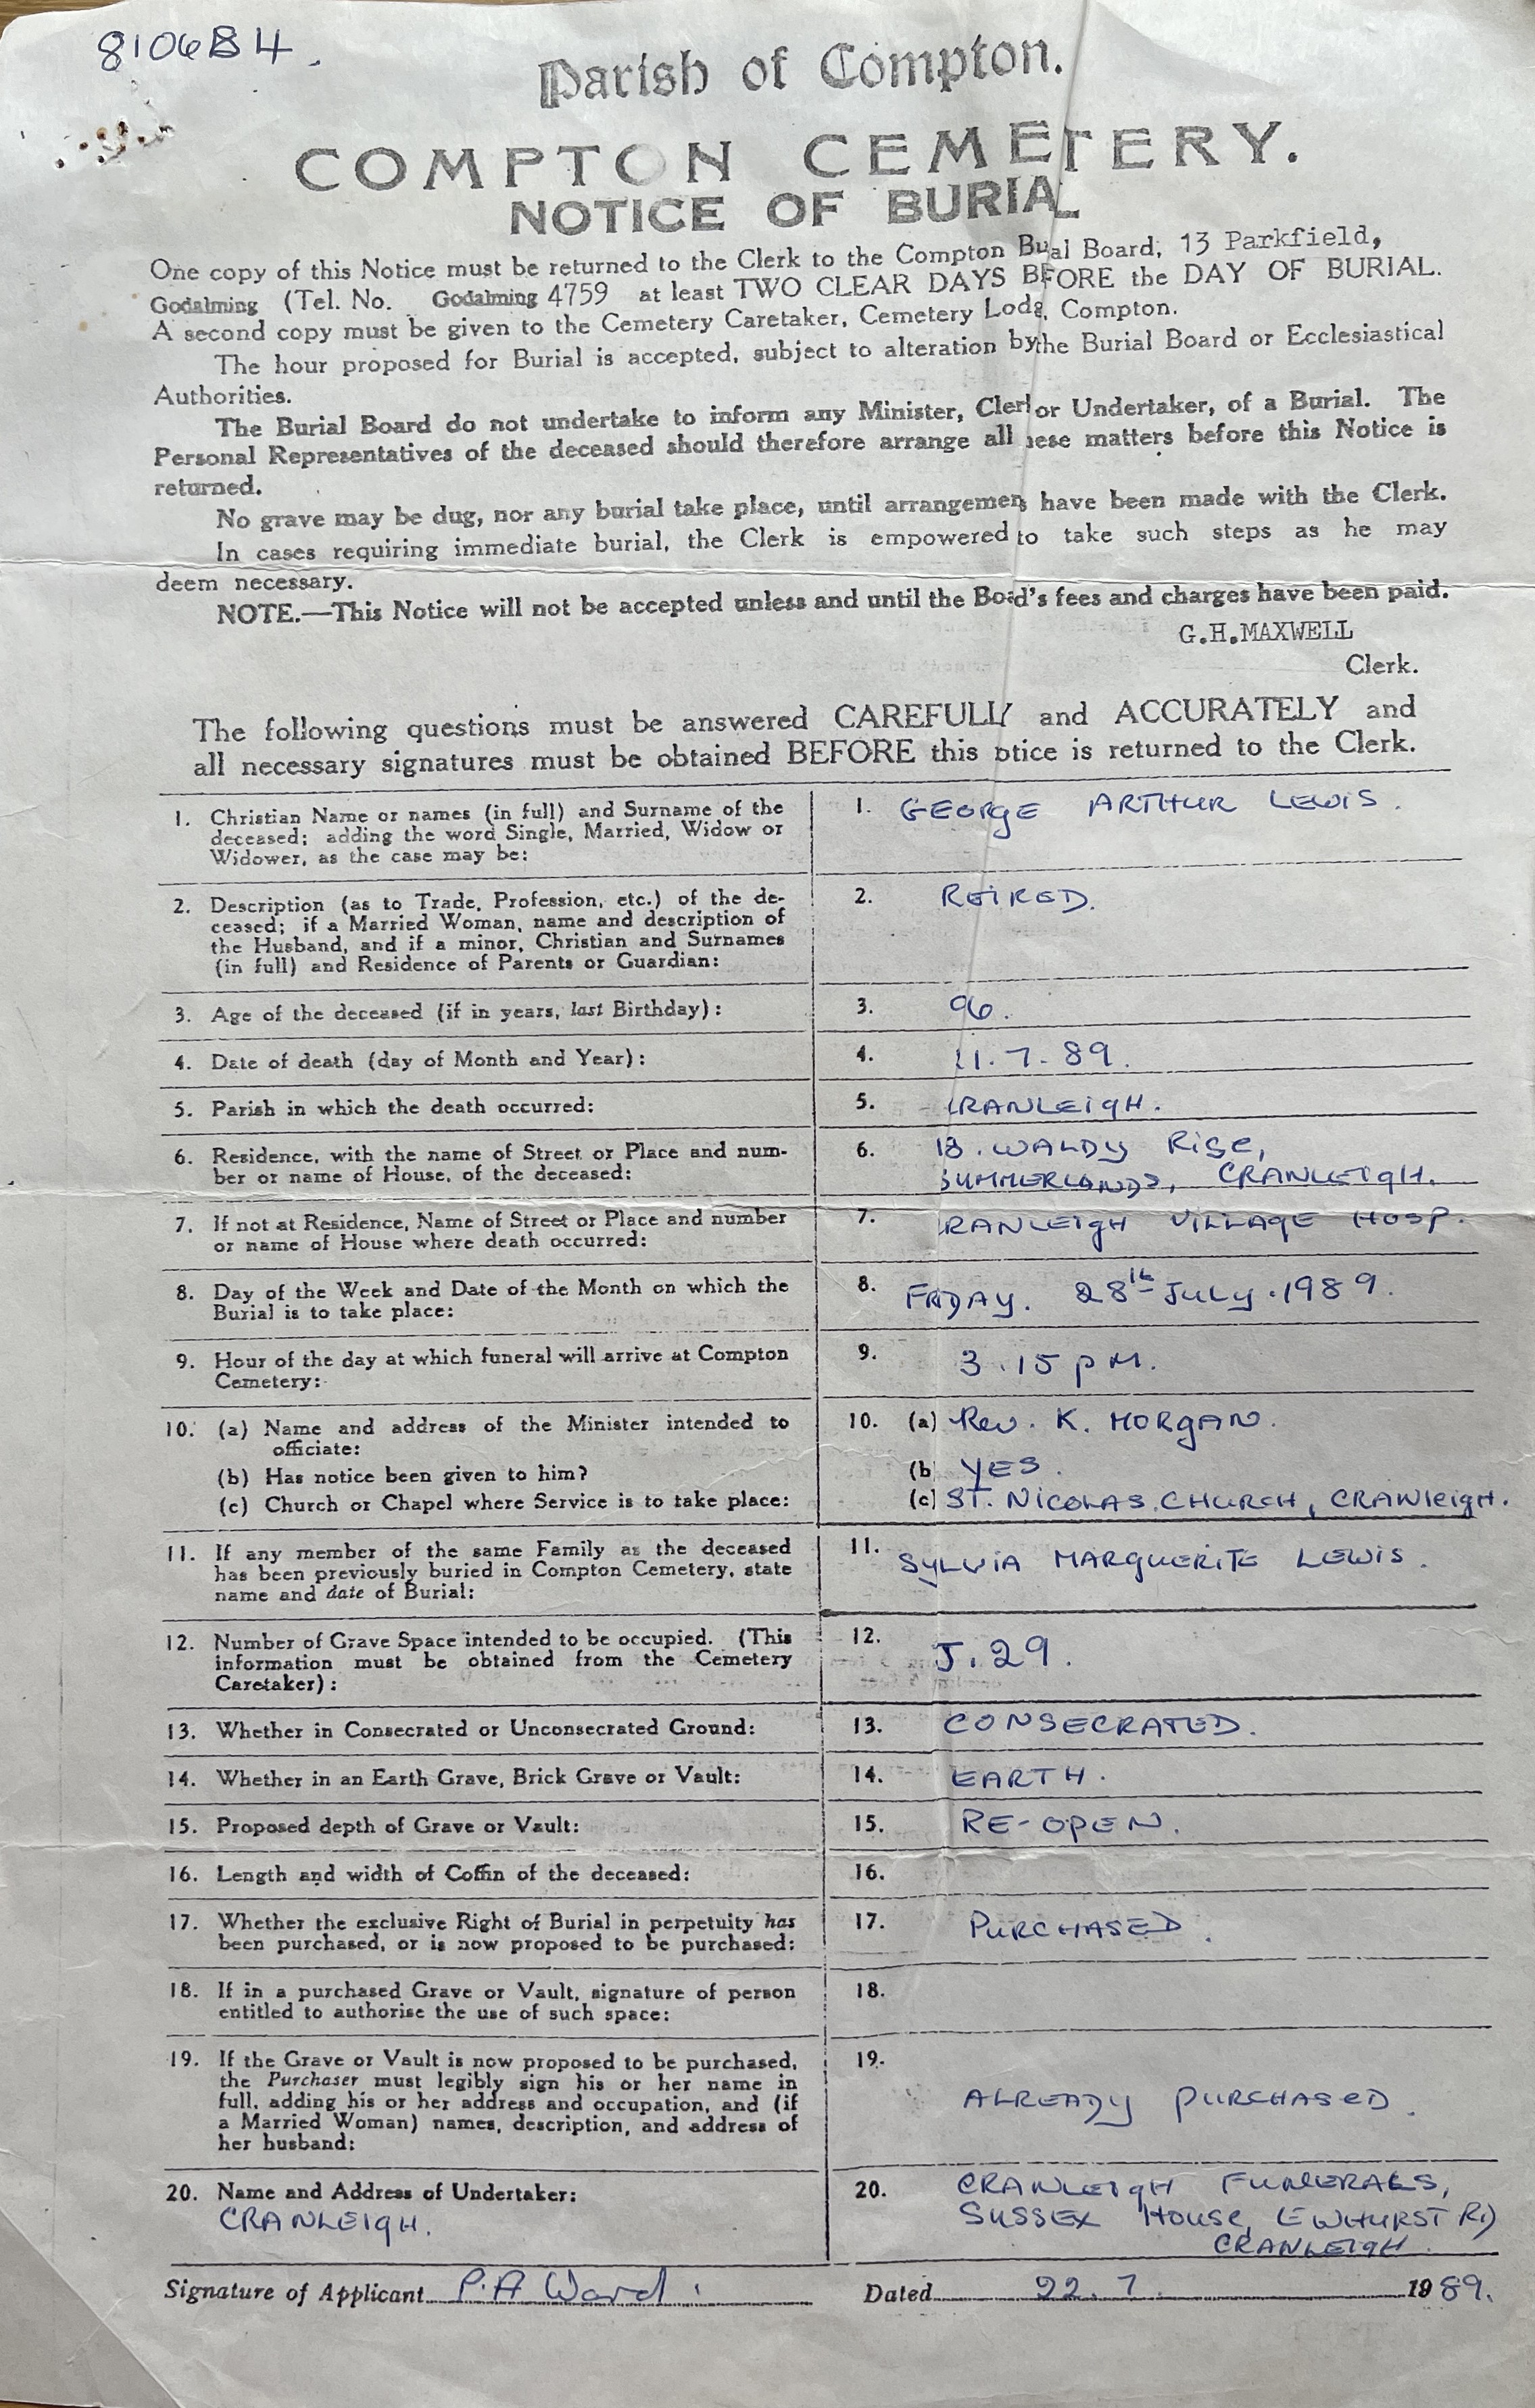 8106B4.
Parish of Compton.
COMPTON CEMETERY.
NOTICE OF BURIAL
One copy of this Notice must be returned to the Clerk to the Compton Bu al Board, 13 Parkfield,
Godalming (Tel. No. Godalming 4759 at least TWO CLEAR DAYS BEFORE the DAY OF BURIAL.
A second copy must be given to the Cemetery Caretaker, Cemetery Lodg, Compton.
The hour proposed for Burial is accepted, subject to alteration by the Burial Board or Ecclesiastical
Authorities.
The Burial Board do not undertake to inform any Minister, Clerk or Undertaker, of a Burial. The
Personal Representatives of the deceased should therefore arrange all hese matters before this Notice is
returned.
No grave may be dug, nor any burial take place, until arrangemen s have been made with the Clerk.
In cases requiring immediate burial, the Clerk is empowered to take such steps as he may
deem necessary.
NOTE.—This Notice will not be accepted unless and until the Boa d's fees and charges have been paid.
G.H.MAXWELL
Clerk.
The following questions must be answered CAREFULLY and ACCURATELY and
all necessary signatures must be obtained BEFORE this otice is returned to the Clerk.
1. Christian Name or names (in full) and Surname of the
deceased; adding the word Single, Married, Widow or
Widower, as the case may be:
1. GEORGE ARTHUR LEWIS.
2. Description (as to Trade, Profession, etc.) of the de-
ceased; if a Married Woman, name and description of
the Husband, and if a minor, Christian and Surnames
(in full) and Residence of Parents or Guardian:
2. REIRED.
3. Age of the deceased (if in years, last Birthday):
3. 96.
4. Date of death (day of Month and Year):
4. 21.7.89.
5. Parish in which the death occurred:
5. CRANLEIGH.
6. Residence, with the name of Street or Place and num-
ber or name of House, of the deceased:
6. 18. WALDY RISE,
SUMMERLANDS, CRANLEIGH.
7. If not at Residence, Name of Street or Place and number
or name of House where death occurred:
7. CRANLEIGH VILLAGE HOSP.
8. Day of the Week and Date of the Month on which the
Burial is to take place:
8. FRIDAY. 28th JULY.1989.
9. Hour of the day at which funeral will arrive at Compton
Cemetery:
9. 3.15 pM.
10. (a) Name and address of the Minister intended to
officiate:
(b) Has notice been given to him?
(c) Church or Chapel where Service is to take place:
10. (a) Rev. K. MORGAN.
(b) YES.
(c) ST. NICOLAS CHURCH, CRANleigh.
11. If any member of the same Family as the deceased
has been previously buried in Compton Cemetery, state
name and date of Burial:
11. SYLVIA MARGUERITE LEWIS.
12. Number of Grave Space intended to be occupied. (This
information must be obtained from the Cemetery
Caretaker):
12. J.29.
13. Whether in Consecrated or Unconsecrated Ground:
13. CONSECRATED.
14. Whether in an Earth Grave, Brick Grave or Vault:
14. EARTH.
15. Proposed depth of Grave or Vault:
15. RE-OPEN.
16. Length and width of Coffin of the deceased:
16.
17. Whether the exclusive Right of Burial in perpetuity has
been purchased, or is now proposed to be purchased:
17. PURCHASED.
18. If in a purchased Grave or Vault, signature of person
entitled to authorise the use of such space:
18.
19. If the Grave or Vault is now proposed to be purchased,
the Purchaser must legibly sign his or her name in
full, adding his or her address and occupation, and (if
a Married Woman) names, description, and address of
her husband:
19. ALREADY PURCHASED.
20. Name and Address of Undertaker:
CRANLEIGH.
20. CRANLEIGH FUNERALS,
SUSSEX HOUSE, EWHURST Rd
CRANLEIGH.
Signature of Applicant P.A Ward.
Dated 22.7. 1989.